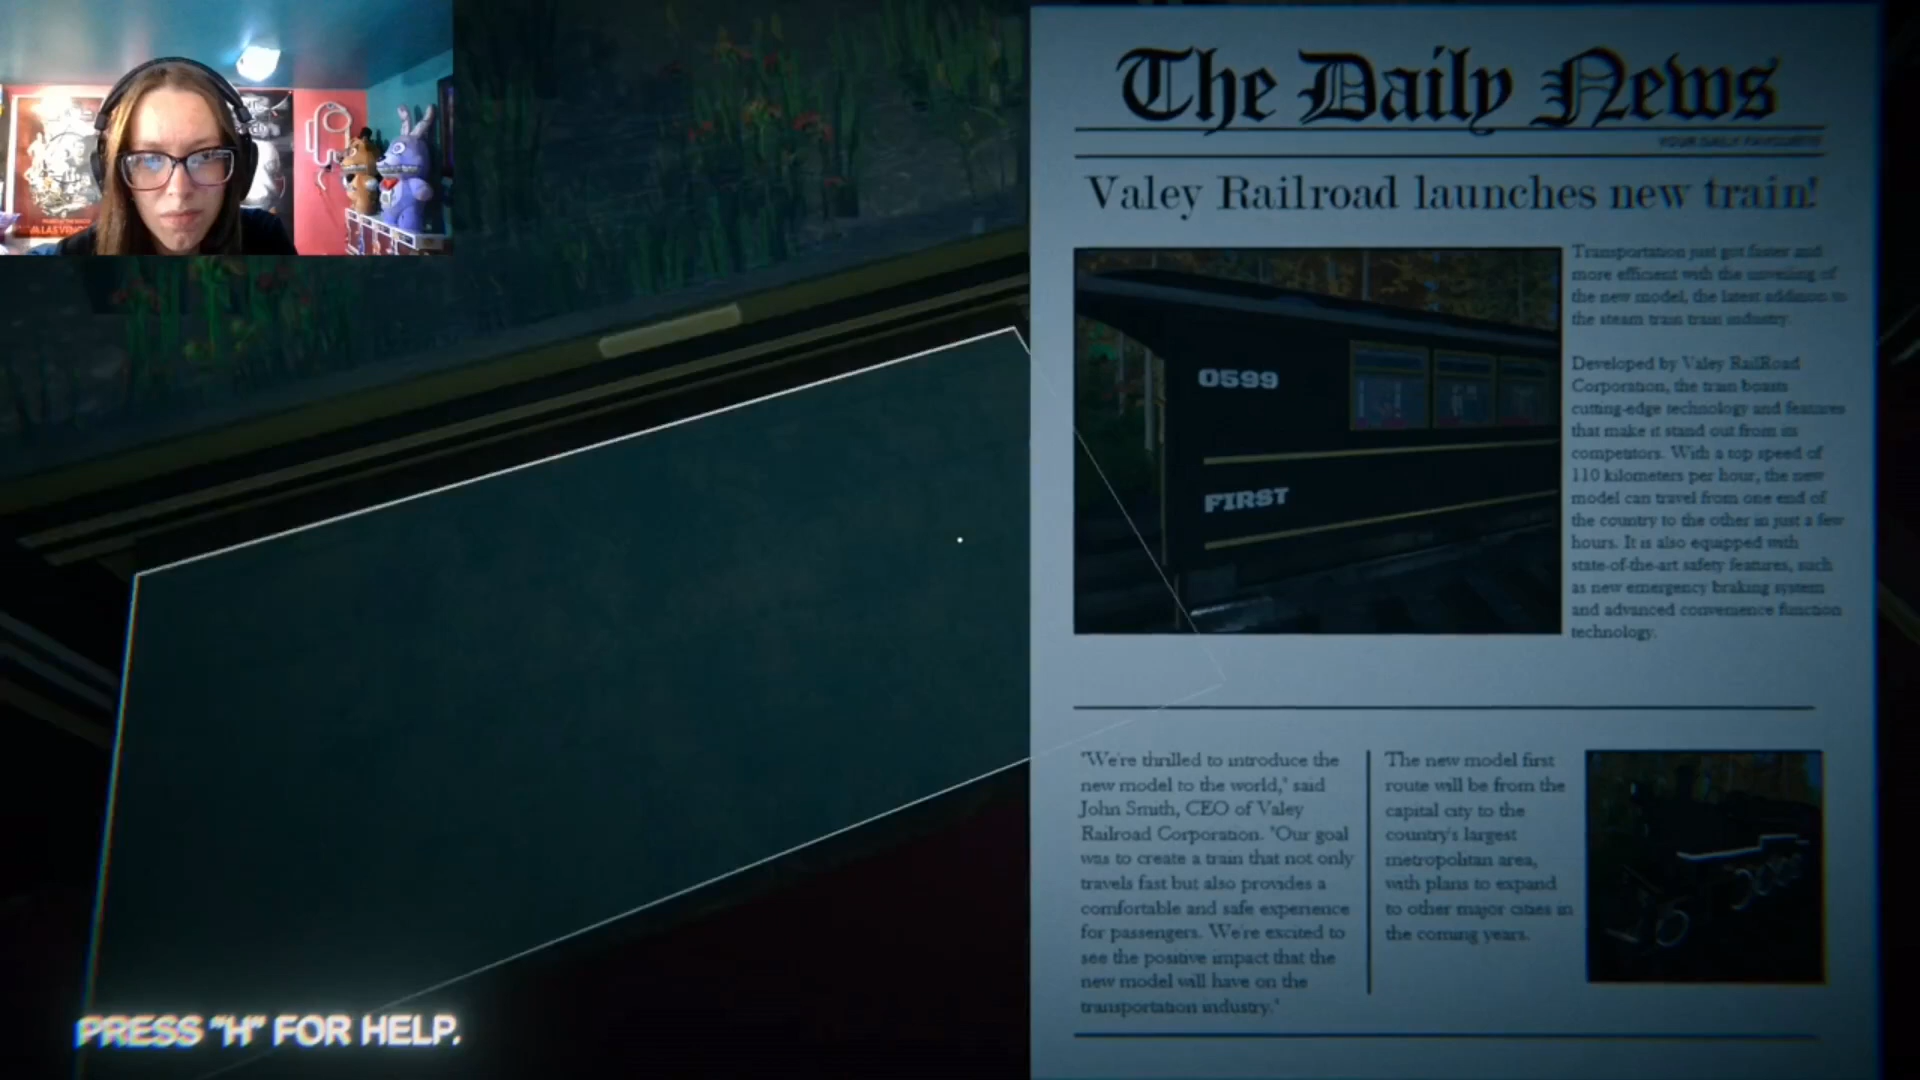 The Daily News
YOUR DAILY FAVOURITE
Valey Railroad launches new train!
Transportation just got faster and
more efficient with the unveiling of
the new model, the latest addition to
the steam train train industry.
Developed by Valey RailRoad
Corporation, the train boasts
cutting-edge technology and features
that make it stand out from its
competitors. With a top speed of
110 kilometers per hour, the new
model can travel from one end of
the country to the other in just a few
hours. It is also equipped with
state-of-the-art safety features, such
as new emergency braking system
and advanced convenience function
technology.
0599
FIRST
"We're thrilled to introduce the
new model to the world," said
John Smith, CEO of Valey
Railroad Corporation. "Our goal
was to create a train that not only
travels fast but also provides a
comfortable and safe experience
for passengers. We're excited to
see the positive impact that the
new model will have on the
transportation industry."
The new model first
route will be from the
capital city to the
country's largest
metropolitan area,
with plans to expand
to other major cities in
the coming years.
PRESS "H" FOR HELP.